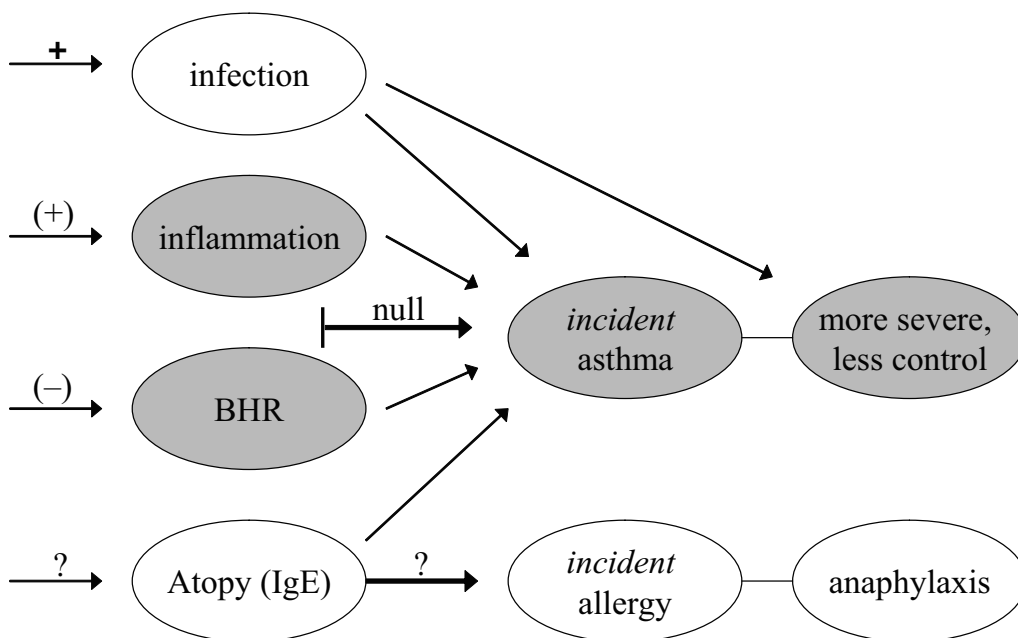 +
infection
(+)
inflammation
null
incident
asthma
more severe,
less control
(–)
BHR
?
Atopy (IgE)
?
incident
allergy
anaphylaxis